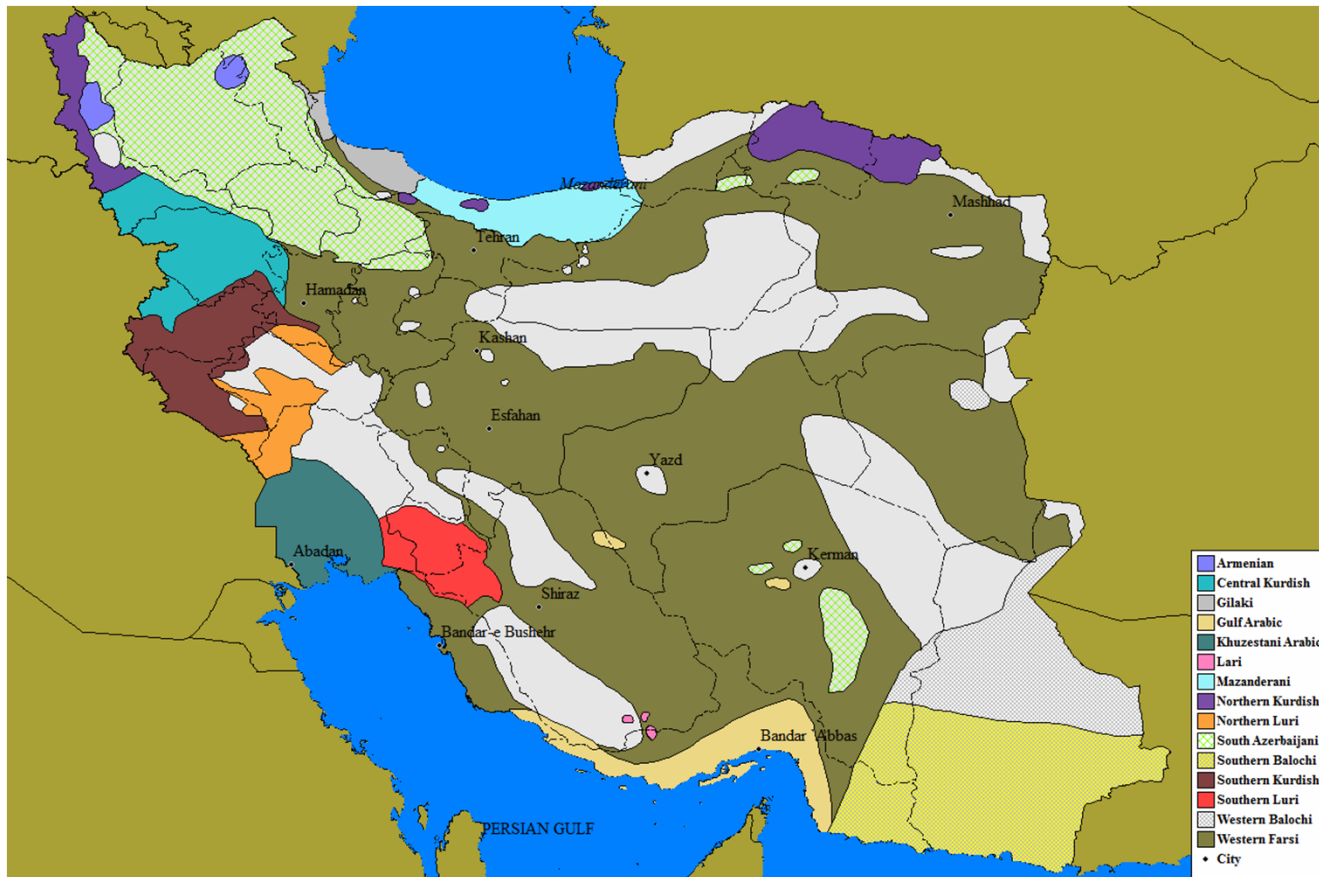 Mazanderani
Mashhad
Tehran
Hamadan
Kashan
Esfahan
Yazd
Abadan
Kerman
Shiraz
Bandar-e Bushehr
Bandar Abbas
PERSIAN GULF
Armenian
Central Kurdish
Gilaki
Gulf Arabic
Khuzestani Arabic
Lari
Mazanderani
Northern Kurdish
Northern Luri
South Azerbaijani
Southern Balochi
Southern Kurdish
Southern Luri
Western Balochi
Western Farsi
City